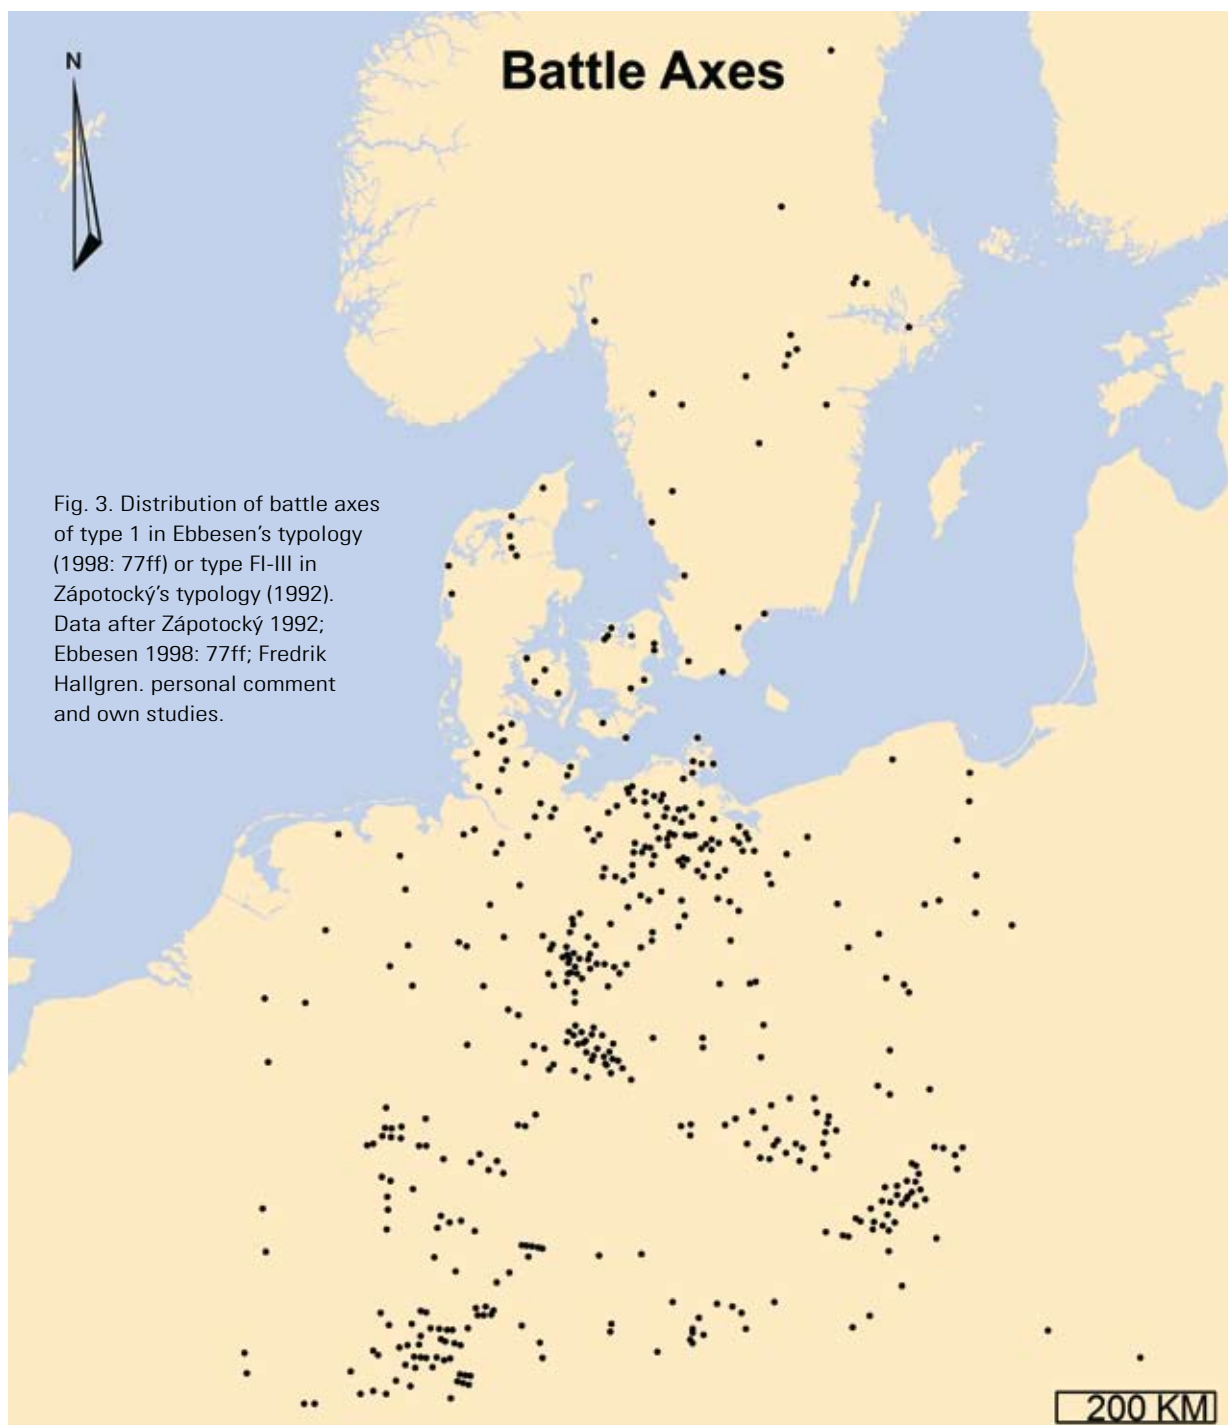 Battle Axes
N
Fig. 3. Distribution of battle axes
of type 1 in Ebbesen’s typology
(1998: 77ff) or type FI-III in
Zápotocký’s typology (1992).
Data after Zápotocký 1992;
Ebbesen 1998: 77ff; Fredrik
Hallgren. personal comment
and own studies.
200 KM